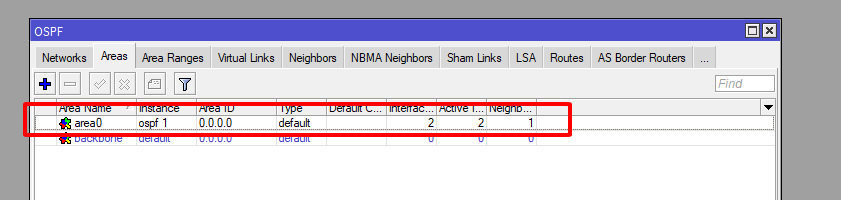 OSPF
Networks Areas Area Ranges Virtual Links Neighbors NBMA Neighbors Sham Links LSA Routes AS Border Routers ...
Find
Area Name Instance Area ID Type Default C... Interfac... Active I... Neighb...
area0 ospf 1 0.0.0.0 default 2 2 1
backbone default 0.0.0.0 default 0 0 0